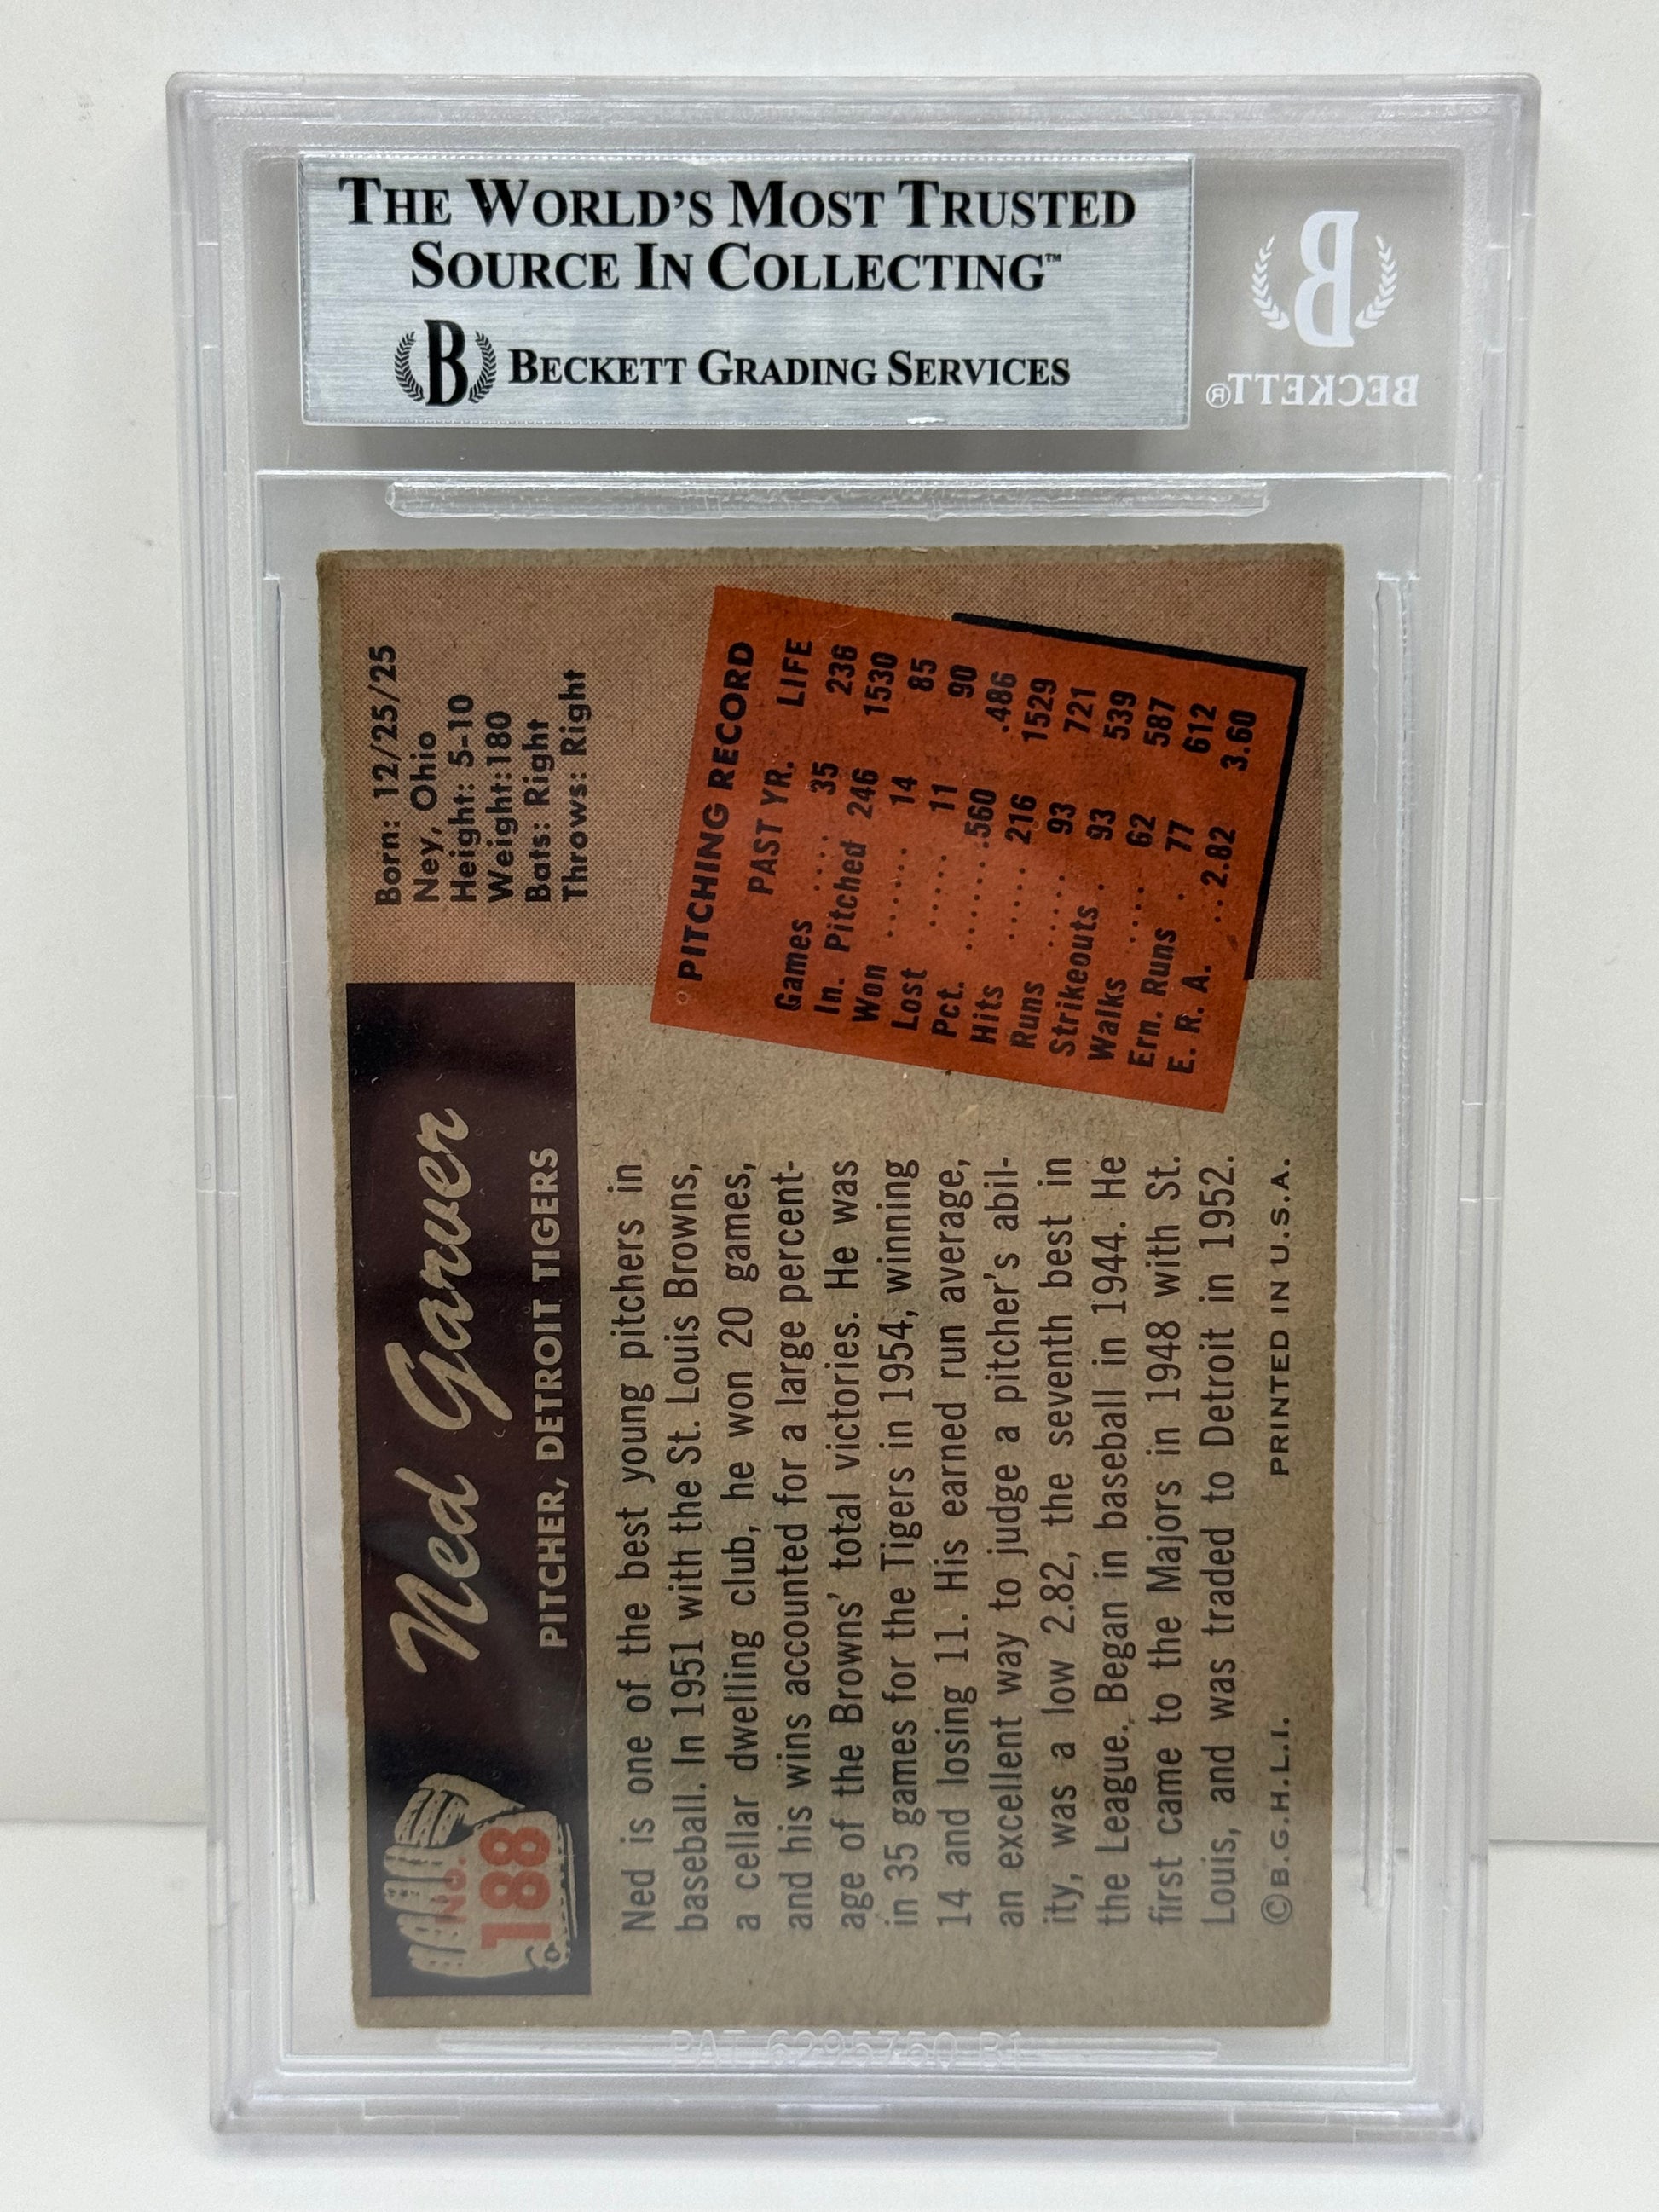 THE WORLD'S MOST TRUSTED
SOURCE IN COLLECTING™
B BECKETT GRADING SERVICES
B
BECKETT®
No.
188
Ned Garver
PITCHER, DETROIT TIGERS
Born: 12/25/25
Ney, Ohio
Height: 5-10
Weight: 180
Bats: Right
Throws: Right
Ned is one of the best young pitchers in
baseball. In 1951 with the St. Louis Browns,
a cellar dwelling club, he won 20 games,
and his wins accounted for a large percent-
age of the Browns' total victories. He was
in 35 games for the Tigers in 1954, winning
14 and losing 11. His earned run average,
an excellent way to judge a pitcher's abil-
ity, was a low 2.82, the seventh best in
the League. Began in baseball in 1944. He
first came to the Majors in 1948 with St.
Louis, and was traded to Detroit in 1952.
©B.G.H.L.I. PRINTED IN U.S.A.
PITCHING RECORD
PAST YR. LIFE
Games .... 35 236
In. Pitched 246 1530
Won ...... 14 85
Lost ...... 11 90
Pct. .......560 .486
Hits ..... 216 1529
Runs ..... 93 721
Strikeouts . 93 539
Walks .... 62 587
Ern. Runs . 77 612
E. R. A. ...2.82 3.60
PAT 6295750 B1